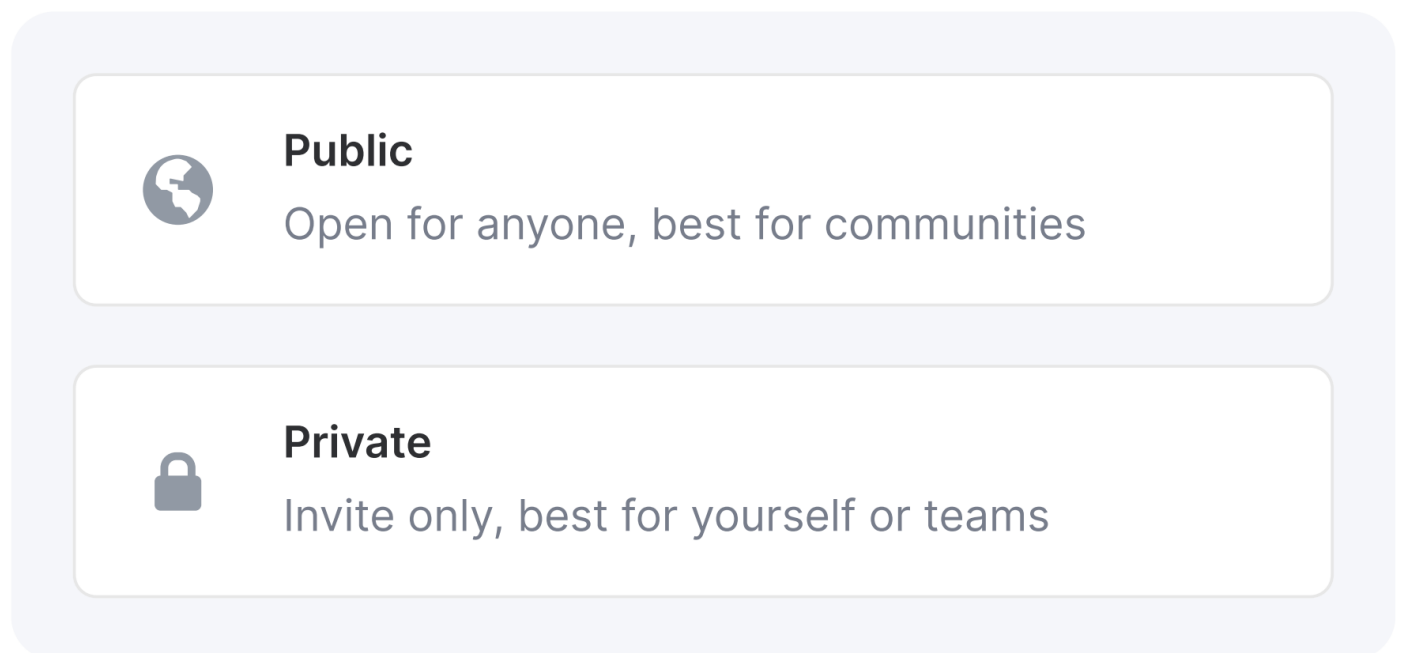 Public
Open for anyone, best for communities
Private
Invite only, best for yourself or teams